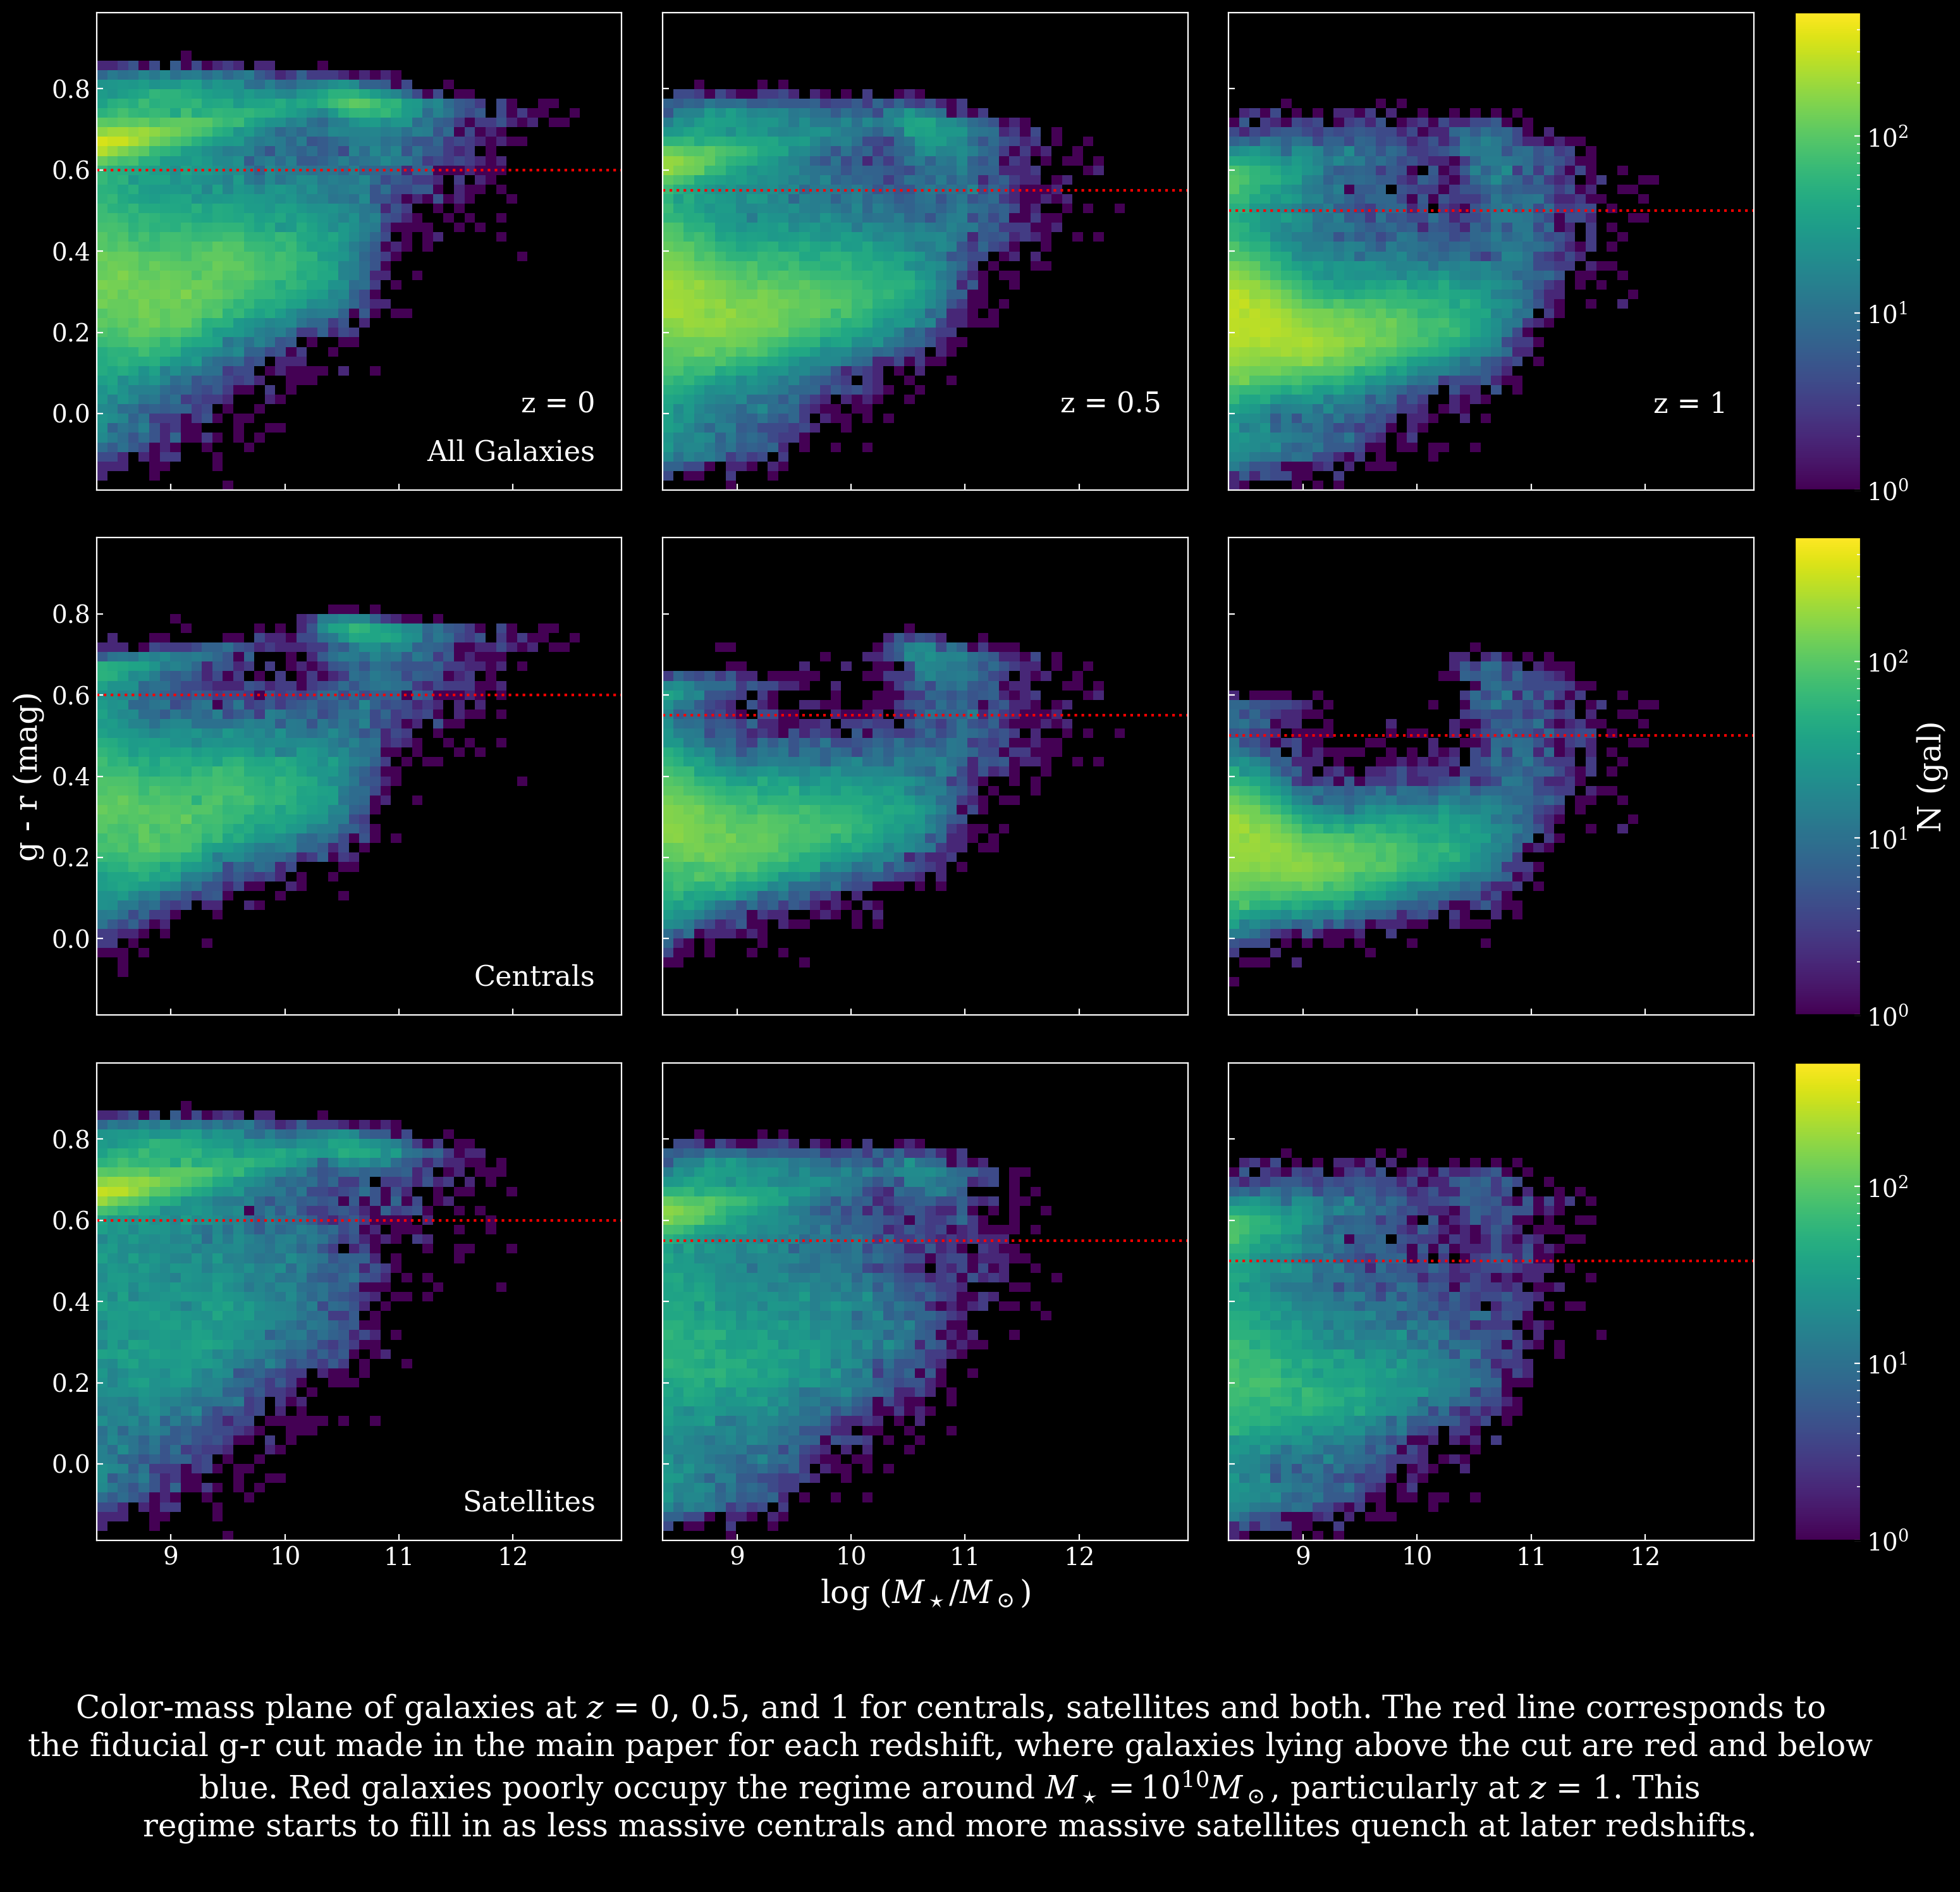 0.8
0.6
0.4
0.2
0.0
z = 0
All Galaxies
z = 0.5
z = 1
10²
10¹
10⁰
g - r (mag)
0.8
0.6
0.4
0.2
0.0
Centrals
10²
10¹
10⁰
N (gal)
0.8
0.6
0.4
0.2
0.0
Satellites
10²
10¹
10⁰
9 10 11 12
9 10 11 12
9 10 11 12
log (M⋆/M⊙)
Color-mass plane of galaxies at z = 0, 0.5, and 1 for centrals, satellites and both. The red line corresponds to
the fiducial g-r cut made in the main paper for each redshift, where galaxies lying above the cut are red and below
blue. Red galaxies poorly occupy the regime around M⋆ = 10¹⁰M⊙, particularly at z = 1. This
regime starts to fill in as less massive centrals and more massive satellites quench at later redshifts.